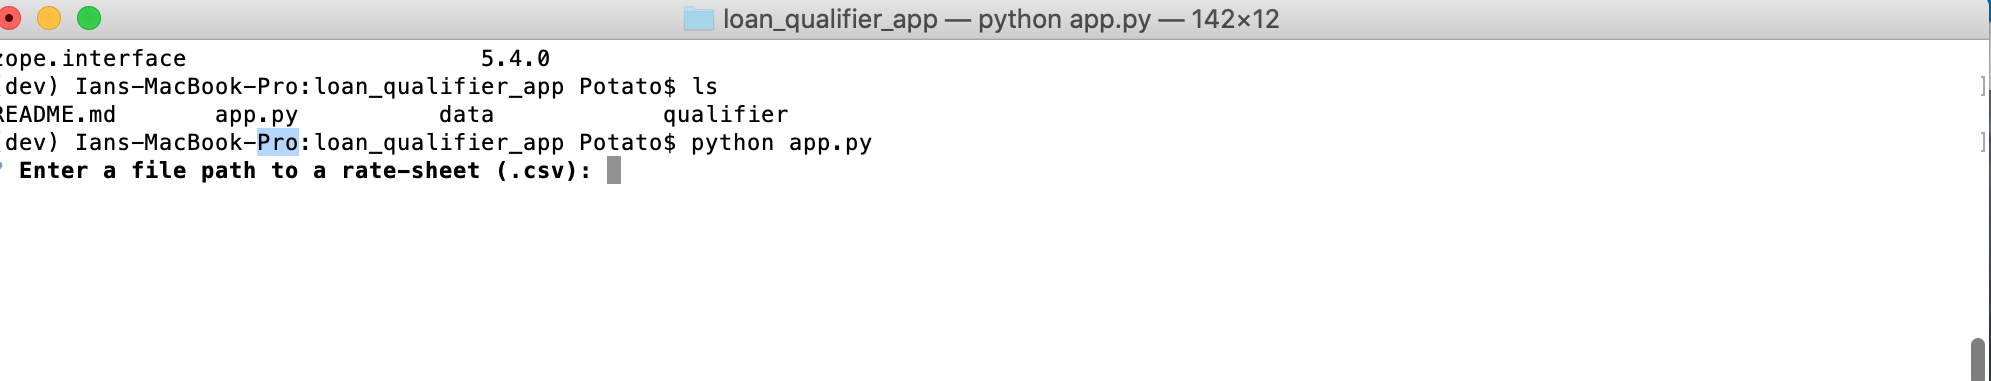 loan_qualifier_app — python app.py — 142×12
zope.interface 5.4.0
(dev) Ians-MacBook-Pro:loan_qualifier_app Potato$ ls ]
README.md app.py data qualifier
(dev) Ians-MacBook-Pro:loan_qualifier_app Potato$ python app.py ]
? Enter a file path to a rate-sheet (.csv):